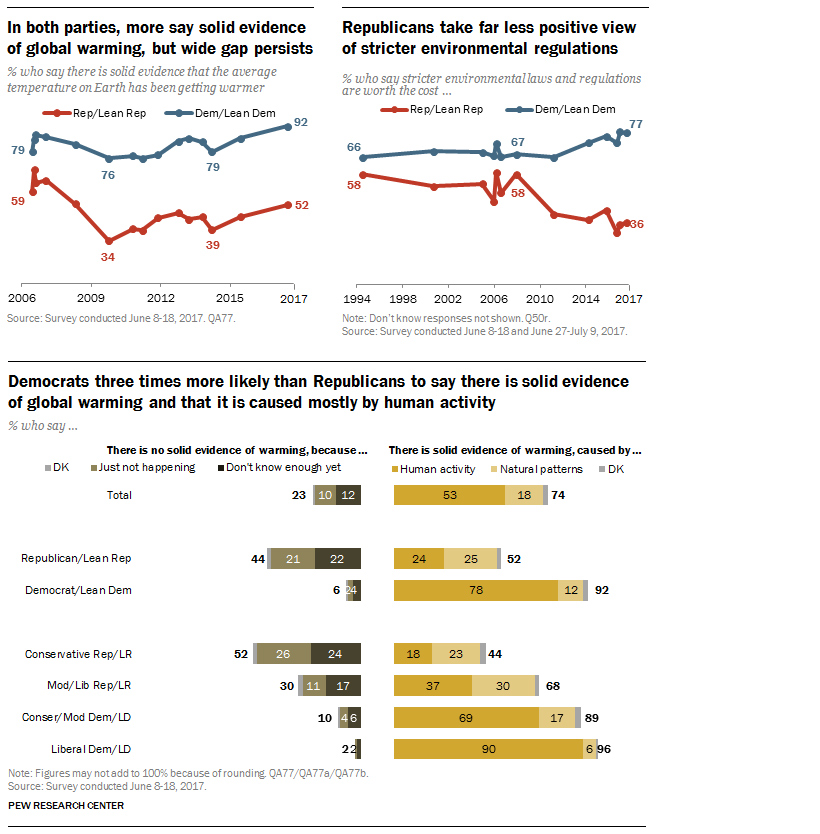 In both parties, more say solid evidence
of global warming, but wide gap persists
% who say there is solid evidence that the average
temperature on Earth has been getting warmer
Rep/Lean Rep Dem/Lean Dem
92
79
76
79
59
52
39
34
2006 2009 2012 2015 2017
Source: Survey conducted June 8-18, 2017. QA77.
Republicans take far less positive view
of stricter environmental regulations
% who say stricter environmental laws and regulations
are worth the cost ...
Rep/Lean Rep Dem/Lean Dem
77
66
67
58
58
36
1994 1998 2002 2006 2010 2014 2017
Note: Don't know responses not shown. Q50r.
Source: Survey conducted June 8-18 and June 27-July 9, 2017.
Democrats three times more likely than Republicans to say there is solid evidence
of global warming and that it is caused mostly by human activity
% who say ...
There is no solid evidence of warming, because ... There is solid evidence of warming, caused by ...
DK Just not happening Don't know enough yet Human activity Natural patterns DK
Total 23 10 12 53 18 74
Republican/Lean Rep 44 21 22 24 25 52
Democrat/Lean Dem 6 2 4 78 12 92
Conservative Rep/LR 52 26 24 18 23 44
Mod/Lib Rep/LR 30 11 17 37 30 68
Conser/Mod Dem/LD 10 4 6 69 17 89
Liberal Dem/LD 2 2 90 6 96
Note: Figures may not add to 100% because of rounding. QA77/QA77a/QA77b.
Source: Survey conducted June 8-18, 2017.
PEW RESEARCH CENTER